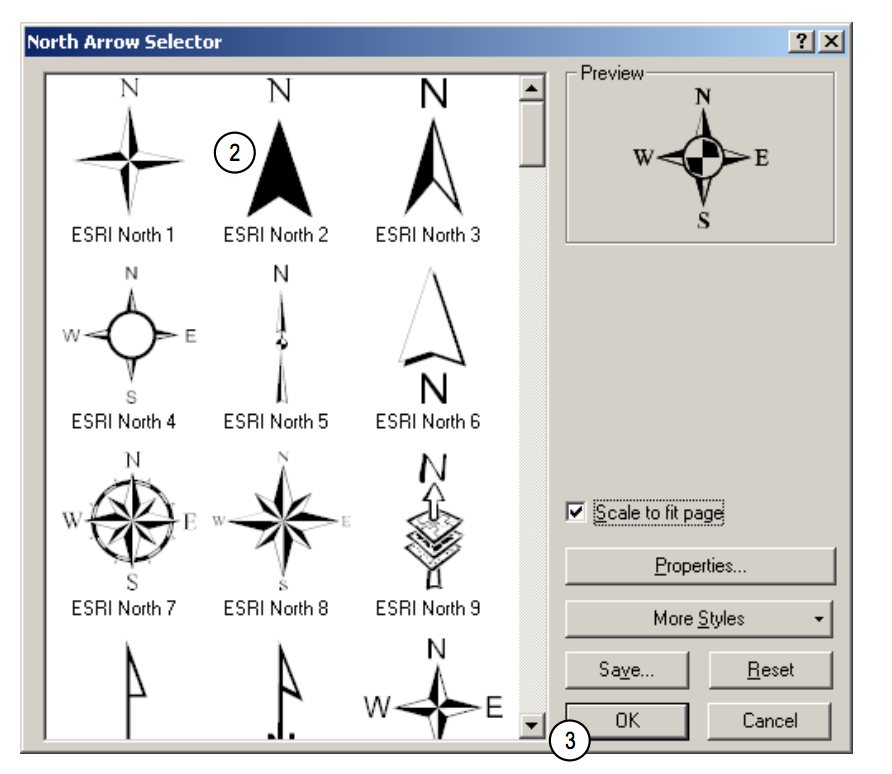 North Arrow Selector
? X
N N N
2
ESRI North 1 ESRI North 2 ESRI North 3
N N
W E
S N
ESRI North 4 ESRI North 5 ESRI North 6
N N N
W E W E
S S
ESRI North 7 ESRI North 8 ESRI North 9
N
W E
Preview
N
W E
S
Scale to fit page
Properties...
More Styles
Save... Reset
OK Cancel
3